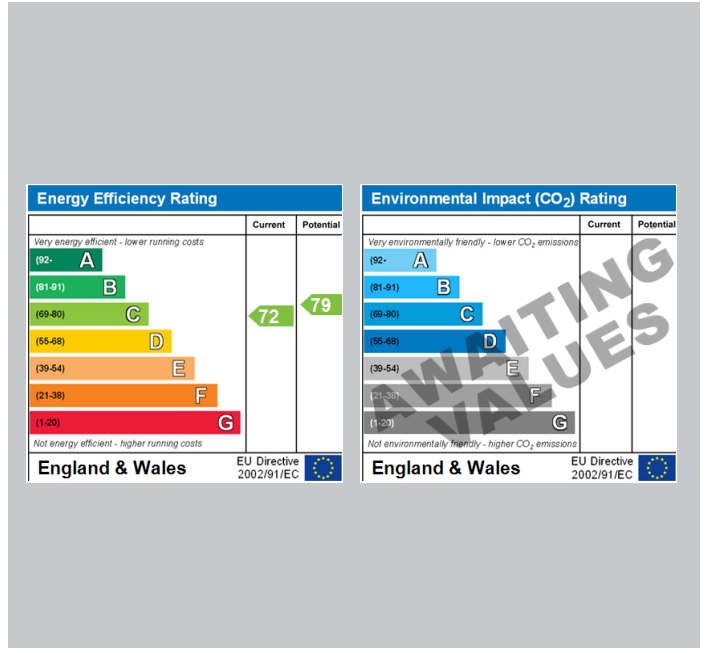 Energy Efficiency Rating
Current Potential
Very energy efficient - lower running costs
(92- A
(81-91) B
(69-80) C
72
79
(55-68) D
(39-54) E
(21-38) F
(1-20) G
Not energy efficient - higher running costs
England & Wales
EU Directive
2002/91/EC
Environmental Impact (CO2) Rating
Current Potential
Very environmentally friendly - lower CO2 emissions
(92- A
(81-91) B
(69-80) C
(55-68) D
(39-54) E
(21-38) F
(1-20) G
AWAITING
VALUES
Not environmentally friendly - higher CO2 emissions
England & Wales
EU Directive
2002/91/EC